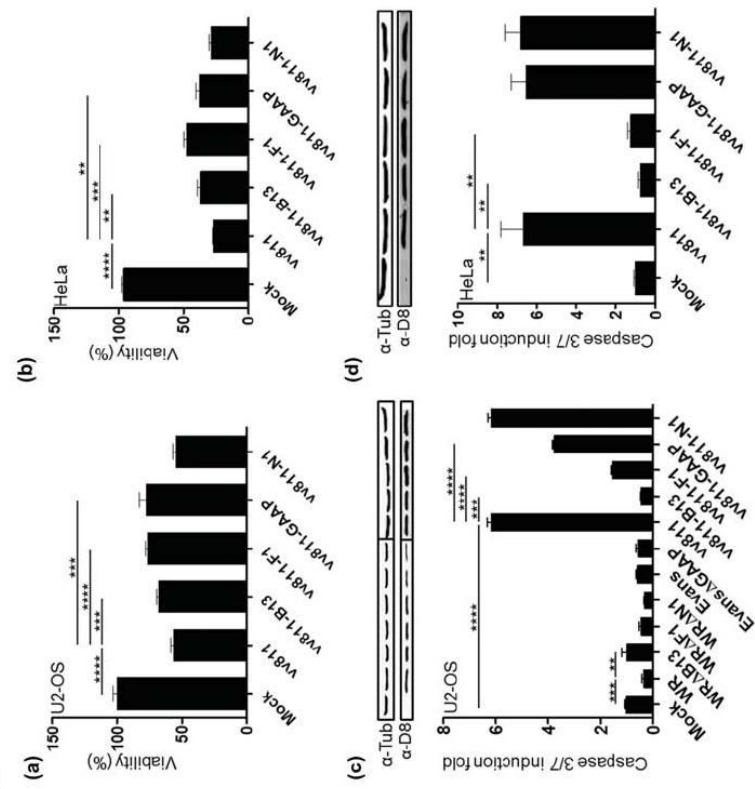 (a)
U2-OS
150
100
50
0
Viability (%)
****
***
****
***
Mock
vv811
vv811-B13
vv811-F1
vv811-GAAP
vv811-N1
(b)
HeLa
150
100
50
0
Viability (%)
****
**
***
**
Mock
vv811
vv811-B13
vv811-F1
vv811-GAAP
vv811-N1
(c)
α-Tub
α-D8
U2-OS
8
6
4
2
0
Caspase 3/7 induction fold
****
***
**
***
****
****
Mock
WR
WRΔB13
WRΔF1
WRΔN1
Evans
EvansΔGAAP
vv811
vv811-B13
vv811-F1
vv811-GAAP
vv811-N1
(d)
α-Tub
α-D8
HeLa
10
8
6
4
2
0
Caspase 3/7 induction fold
**
**
**
Mock
vv811
vv811-B13
vv811-F1
vv811-GAAP
vv811-N1